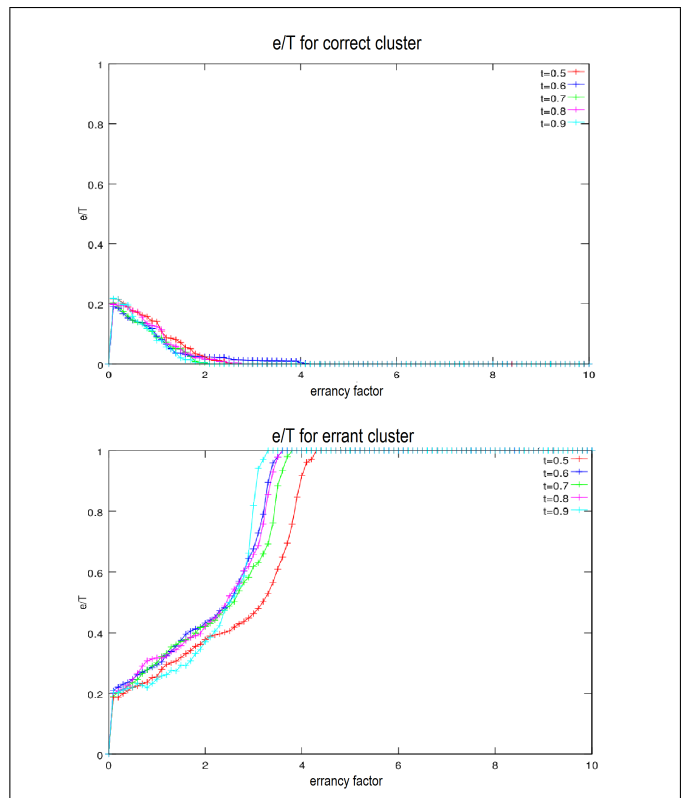 e/T for correct cluster
1
0.8
0.6
0.4
0.2
0
e/T
t=0.5
t=0.6
t=0.7
t=0.8
t=0.9
0 2 4 6 8 10
errancy factor
e/T for errant cluster
1
0.8
0.6
0.4
0.2
0
e/T
t=0.5
t=0.6
t=0.7
t=0.8
t=0.9
0 2 4 6 8 10
errancy factor